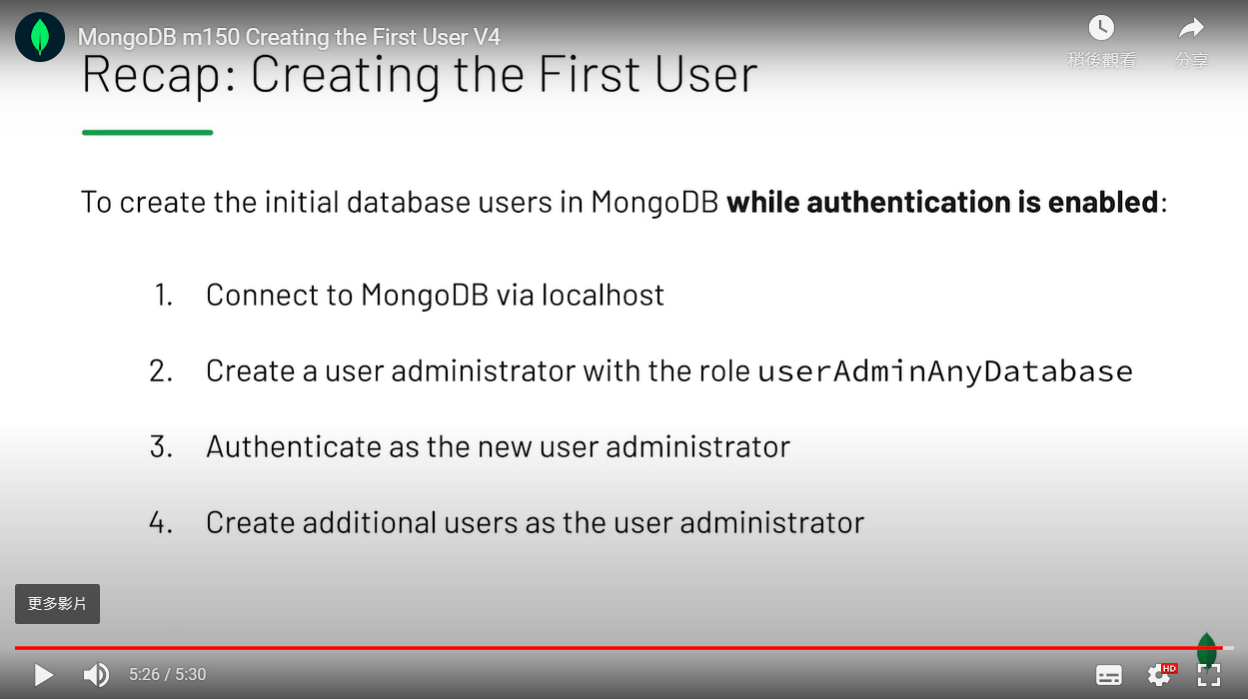 MongoDB m150 Creating the First User V4
稍後觀看
分享
Recap: Creating the First User
To create the initial database users in MongoDB while authentication is enabled:
1. Connect to MongoDB via localhost
2. Create a user administrator with the role userAdminAnyDatabase
3. Authenticate as the new user administrator
4. Create additional users as the user administrator
更多影片
5:26 / 5:30
HD